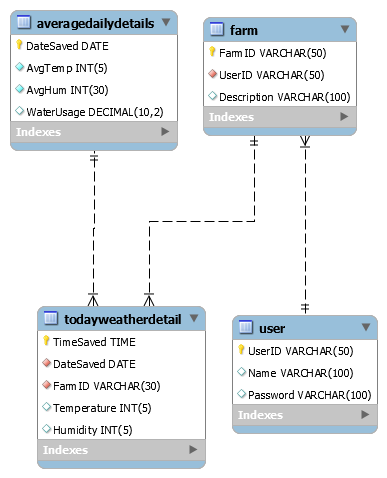 averagedailydetails
DateSaved DATE
AvgTemp INT(5)
AvgHum INT(30)
WaterUsage DECIMAL(10,2)
Indexes
farm
FarmID VARCHAR(50)
UserID VARCHAR(50)
Description VARCHAR(100)
Indexes
todayweatherdetail
TimeSaved TIME
DateSaved DATE
FarmID VARCHAR(30)
Temperature INT(5)
Humidity INT(5)
Indexes
user
UserID VARCHAR(50)
Name VARCHAR(100)
Password VARCHAR(100)
Indexes